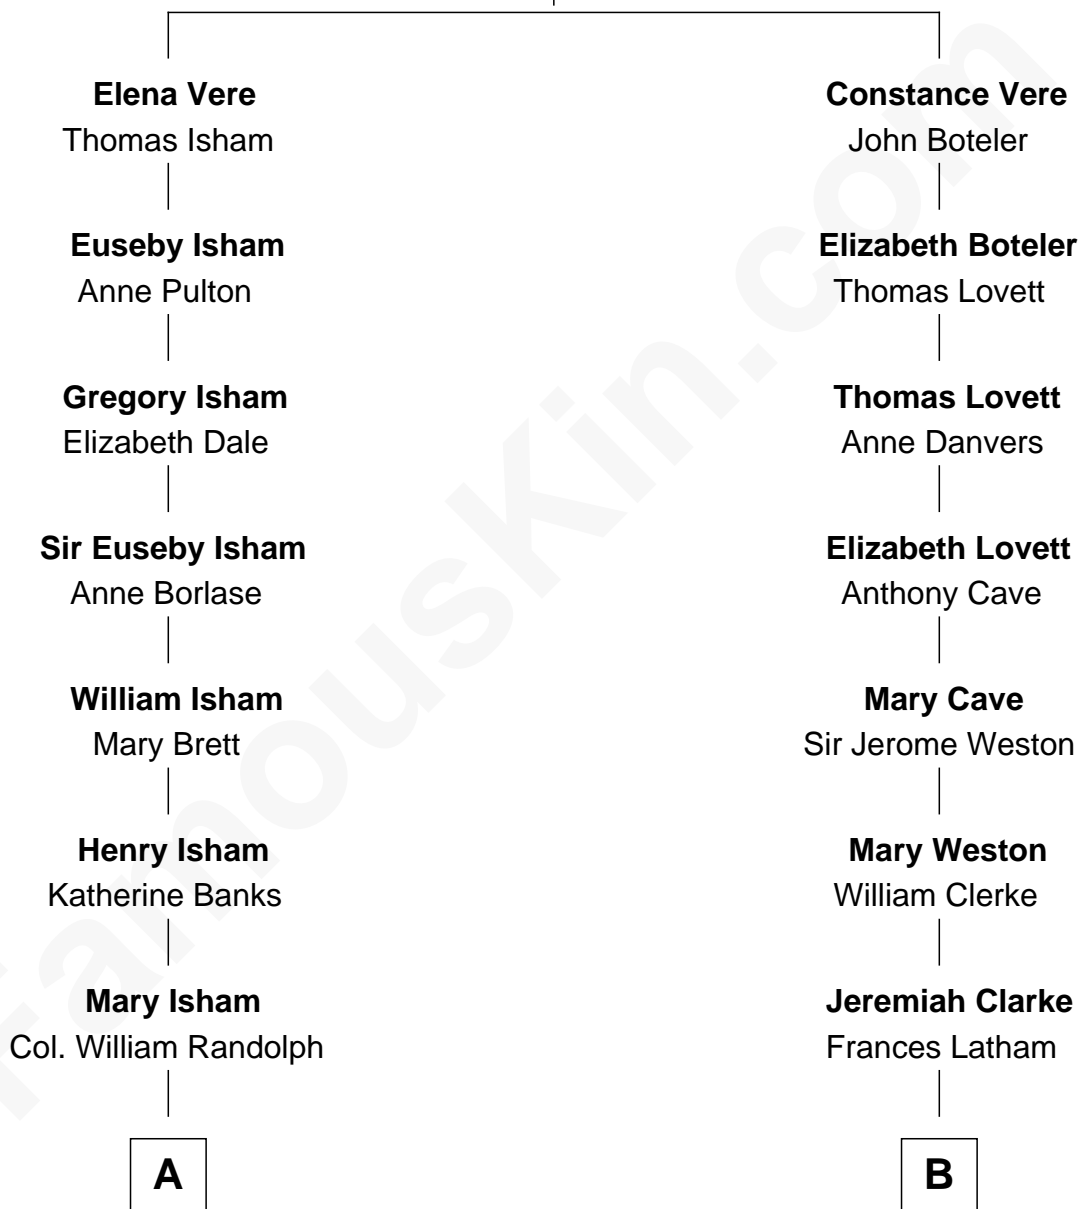 Elena Vere
Thomas Isham
Euseby Isham
Anne Pulton
Gregory Isham
Elizabeth Dale
Sir Euseby Isham
Anne Borlase
William Isham
Mary Brett
Henry Isham
Katherine Banks
Mary Isham
Col. William Randolph
A
Constance Vere
John Boteler
Elizabeth Boteler
Thomas Lovett
Thomas Lovett
Anne Danvers
Elizabeth Lovett
Anthony Cave
Mary Cave
Sir Jerome Weston
Mary Weston
William Clerke
Jeremiah Clarke
Frances Latham
B
FamousKin.com